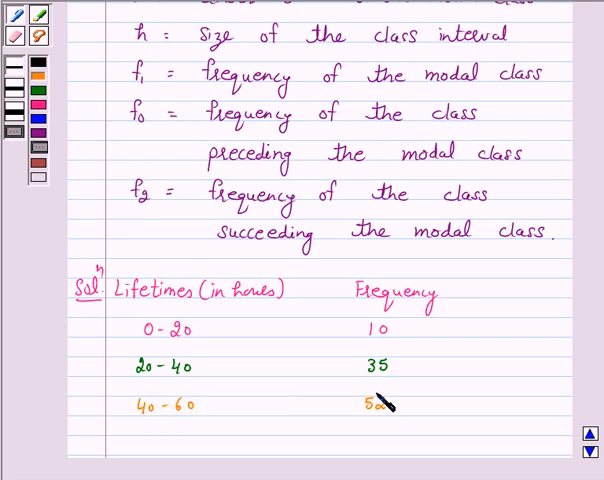 h = Size of the class interval
f₁ = frequency of the modal class
f₀ = frequency of the class
preceding the modal class
f₂ = frequency of the class
succeeding the modal class.
Solⁿ. Lifetimes (in hours) Frequency
0 - 20 10
20 - 40 35
40 - 60